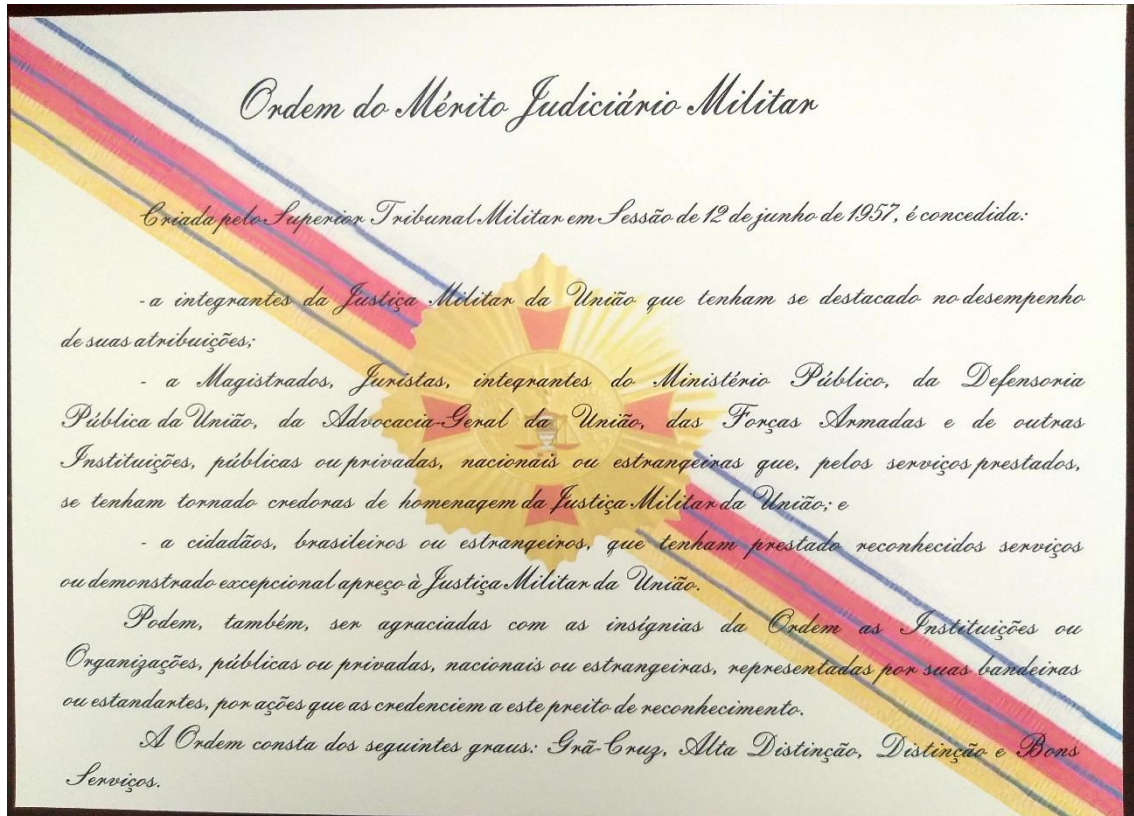 Ordem do Mérito Judiciário Militar
Criada pelo Superior Tribunal Militar em Sessão de 12 de junho de 1957, é concedida:
- a integrantes da Justiça Militar da União que tenham se destacado no desempenho
de suas atribuições;
- a Magistrados, Juristas, integrantes do Ministério Público, da Defensoria
Pública da União, da Advocacia-Geral da União, das Forças Armadas e de outras
Instituições, públicas ou privadas, nacionais ou estrangeiras que, pelos serviços prestados,
se tenham tornado credoras de homenagem da Justiça Militar da União; e
- a cidadãos, brasileiros ou estrangeiros, que tenham prestado reconhecidos serviços
ou demonstrado excepcional apreço à Justiça Militar da União.
Podem, também, ser agraciadas com as insígnias da Ordem as Instituições ou
Organizações, públicas ou privadas, nacionais ou estrangeiras, representadas por suas bandeiras
ou estandartes, por ações que as credenciem a este preito de reconhecimento.
A Ordem consta dos seguintes graus: Grã-Cruz, Alta Distinção, Distinção e Bons
Serviços.